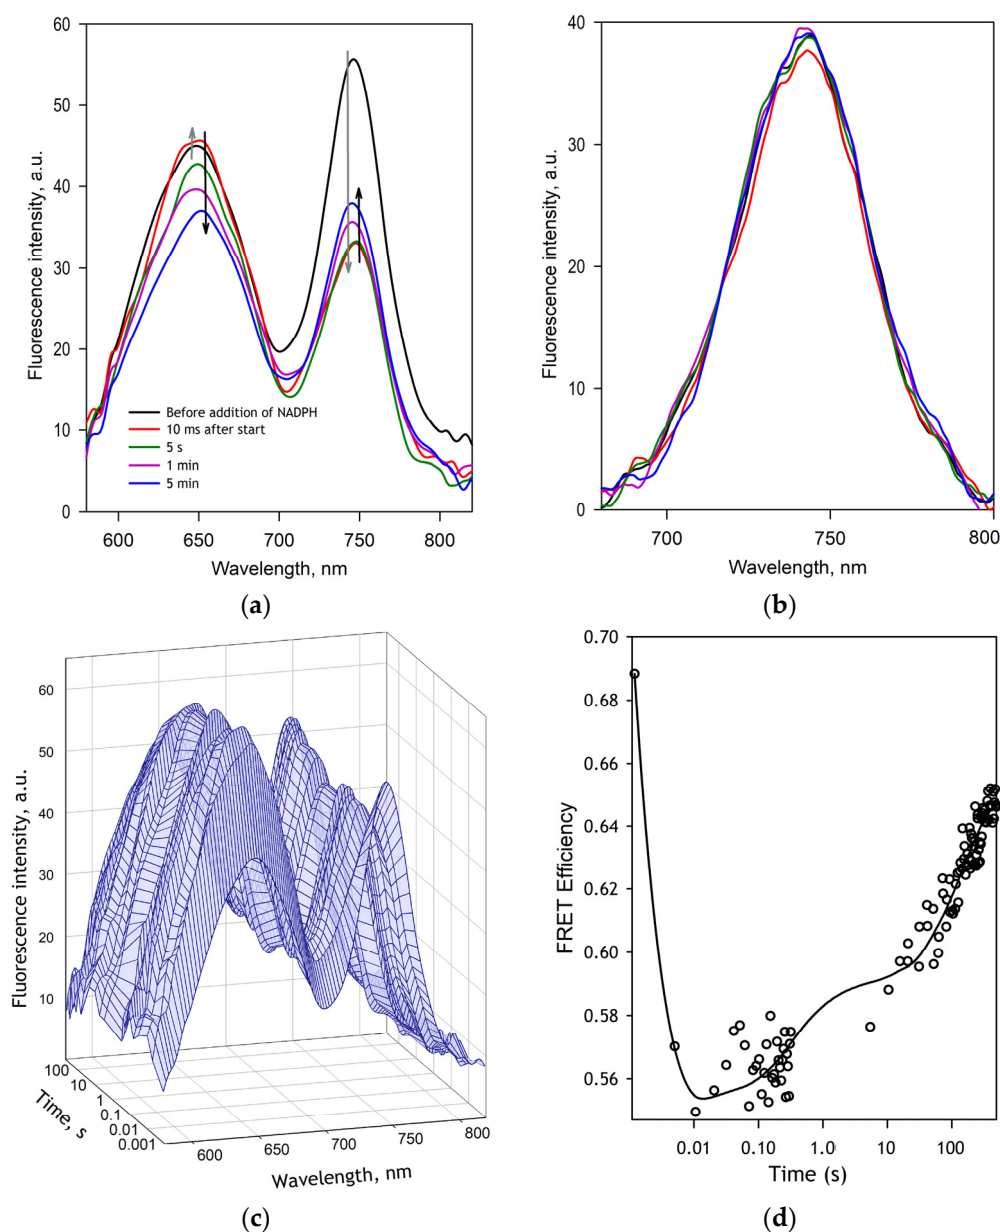 60
50
40
30
20
10
0
Fluorescence intensity, a.u.
Before addition of NADPH
10 ms after start
5 s
1 min
5 min
600 650 700 750 800
Wavelength, nm
(a)
40
30
20
10
0
Fluorescence intensity, a.u.
700 750 800
Wavelength, nm
(b)
60
50
40
30
20
10
Fluorescence intensity, a.u.
100
10
1
0.1
0.01
0.001
Time, s
600 650 700 750 800
Wavelength, nm
(c)
0.70
0.68
0.66
0.64
0.62
0.60
0.58
0.56
FRET Efficiency
0.01 0.10 1.0 10 100
Time (s)
(d)